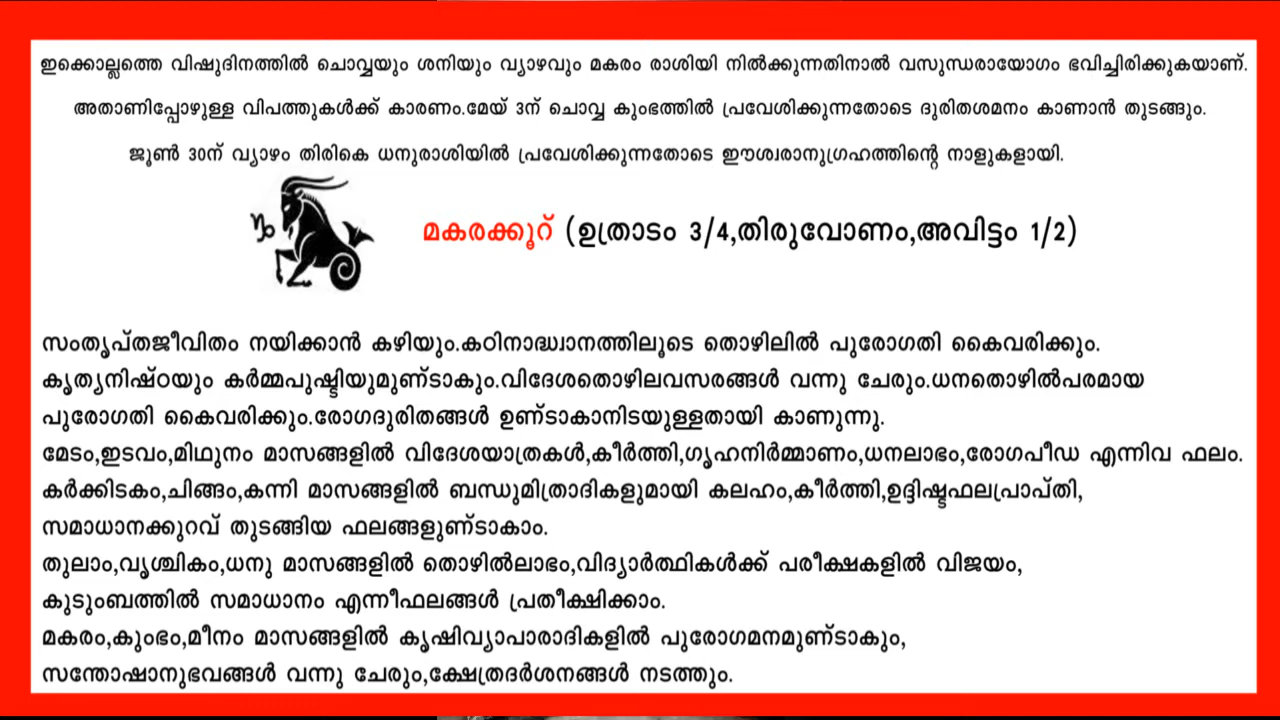 ഇക്കൊല്ലത്തെ വിഷുദിനത്തിൽ ചൊവ്വയും ശനിയും വ്യാഴവും മകരം രാശിയി നിൽക്കുന്നതിനാൽ വസുന്ധരായോഗം ഭവിച്ചിരിക്കുകയാണ്.
അതാണിപ്പോഴുള്ള വിപത്തുകൾക്ക് കാരണം.മേയ് 3ന് ചൊവ്വ കുംഭത്തിൽ പ്രവേശിക്കുന്നതോടെ ദുരിതശമനം കാണാൻ തുടങ്ങും.
ജൂൺ 30ന് വ്യാഴം തിരികെ ധനുരാശിയിൽ പ്രവേശിക്കുന്നതോടെ ഈശ്വരാനുഗ്രഹത്തിന്റെ നാളുകളായി.
മകരക്കൂറ് (ഉത്രാടം 3/4,തിരുവോണം,അവിട്ടം 1/2)
സംതൃപ്തജീവിതം നയിക്കാൻ കഴിയും.കഠിനാദ്ധ്വാനത്തിലൂടെ തൊഴിലിൽ പുരോഗതി കൈവരിക്കും.
കൃത്യനിഷ്ഠയും കർമ്മപുഷ്ടിയുമുണ്ടാകും.വിദേശതൊഴിലവസരങ്ങൾ വന്നു ചേരും.ധനതൊഴിൽപരമായ
പുരോഗതി കൈവരിക്കും.രോഗദുരിതങ്ങൾ ഉണ്ടാകാനിടയുള്ളതായി കാണുന്നു.
മേടം,ഇടവം,മിഥുനം മാസങ്ങളിൽ വിദേശയാത്രകൾ,കീർത്തി,ഗൃഹനിർമ്മാണം,ധനലാഭം,രോഗപീഡ എന്നിവ ഫലം.
കർക്കിടകം,ചിങ്ങം,കന്നി മാസങ്ങളിൽ ബന്ധുമിത്രാദികളുമായി കലഹം,കീർത്തി,ഉദ്ദിഷ്ടഫലപ്രാപ്തി,
സമാധാനക്കുറവ് തുടങ്ങിയ ഫലങ്ങളുണ്ടാകാം.
തുലാം,വൃശ്ചികം,ധനു മാസങ്ങളിൽ തൊഴിൽലാഭം,വിദ്യാർത്ഥികൾക്ക് പരീക്ഷകളിൽ വിജയം,
കുടുംബത്തിൽ സമാധാനം എന്നീഫലങ്ങൾ പ്രതീക്ഷിക്കാം.
മകരം,കുംഭം,മീനം മാസങ്ങളിൽ കൃഷിവ്യാപാരാദികളിൽ പുരോഗമനമുണ്ടാകും,
സന്തോഷാനുഭവങ്ങൾ വന്നു ചേരും,ക്ഷേത്രദർശനങ്ങൾ നടത്തും.